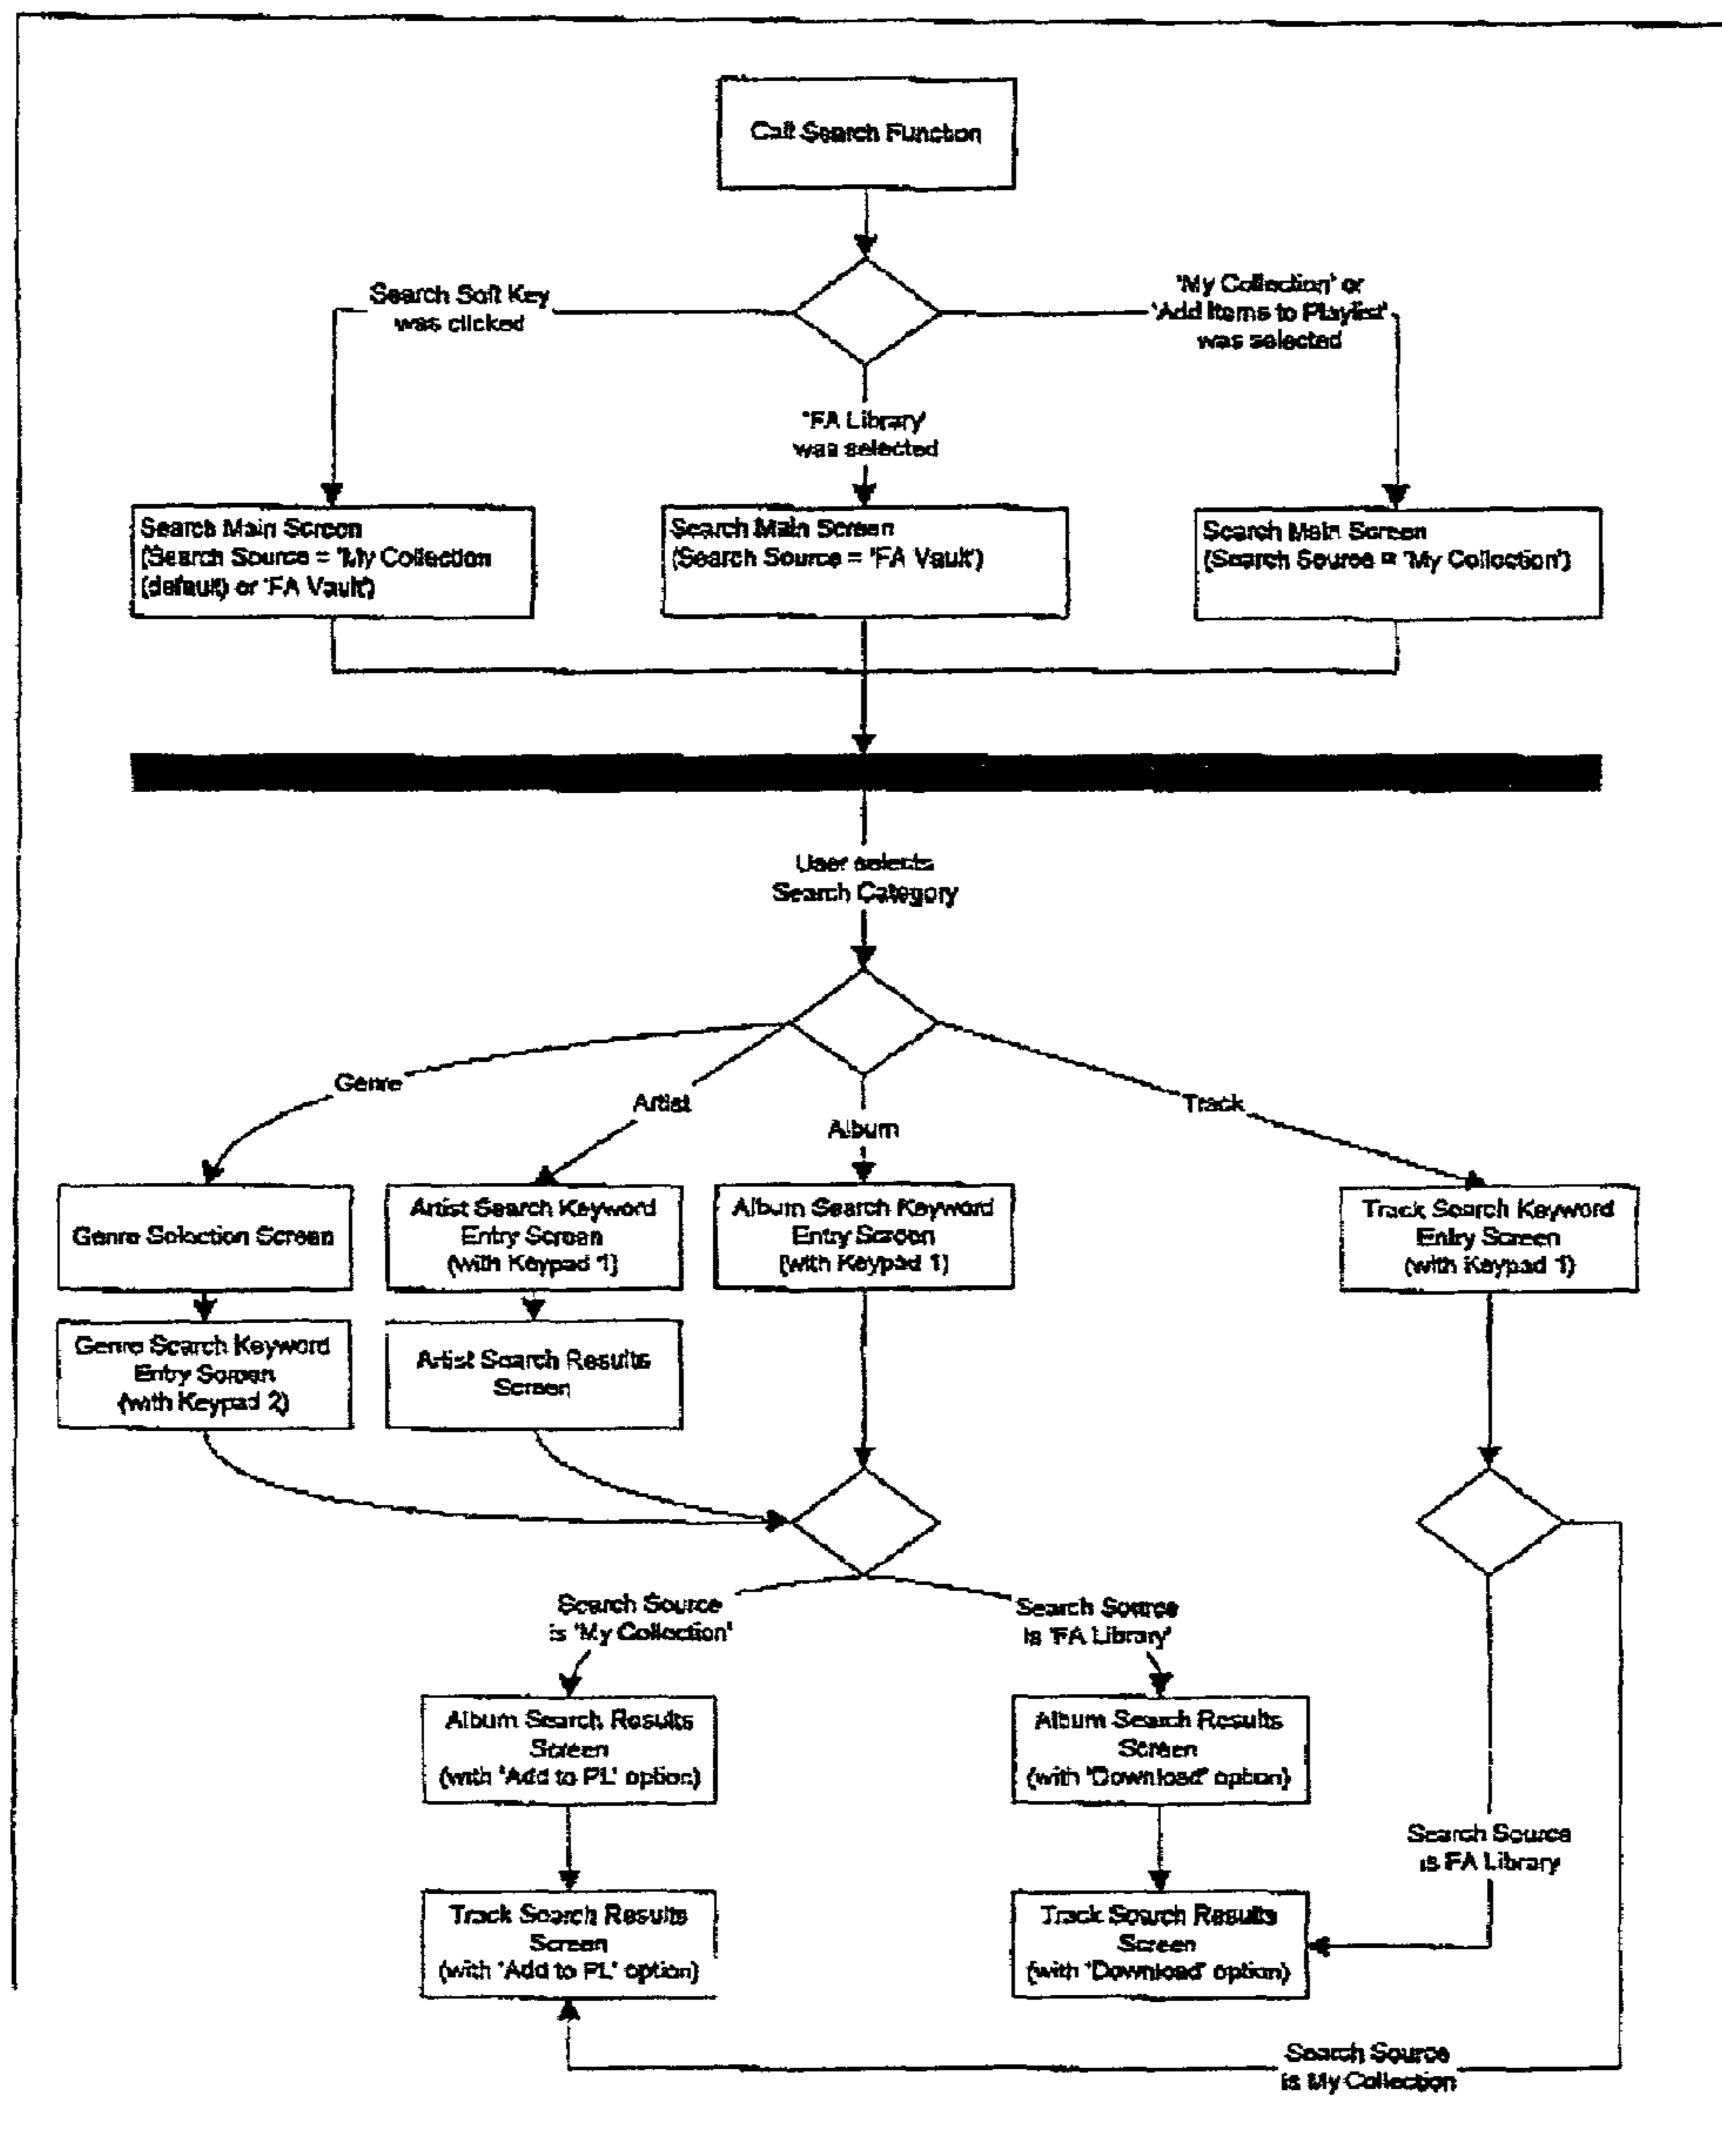 Call Search Function
Search Soft Key
was clicked
'My Collection' or
'Add Items to Playlist'
was selected
'FA Library'
was selected
Search Main Screen
(Search Source = 'My Collection
(default) or 'FA Vault')
Search Main Screen
(Search Source = 'FA Vault')
Search Main Screen
(Search Source = 'My Collection')
User selects
Search Category
Genre
Artist
Album
Track
Genre Selection Screen
Artist Search Keyword
Entry Screen
(with Keypad 1)
Album Search Keyword
Entry Screen
(with Keypad 1)
Track Search Keyword
Entry Screen
(with Keypad 1)
Genre Search Keyword
Entry Screen
(with Keypad 2)
Artist Search Results
Screen
Search Source
is 'My Collection'
Search Source
is 'FA Library'
Album Search Results
Screen
(with 'Add to PL' option)
Album Search Results
Screen
(with 'Download' option)
Search Source
is FA Library
Track Search Results
Screen
(with 'Add to PL' option)
Track Search Results
Screen
(with 'Download' option)
Search Source
is My Collection